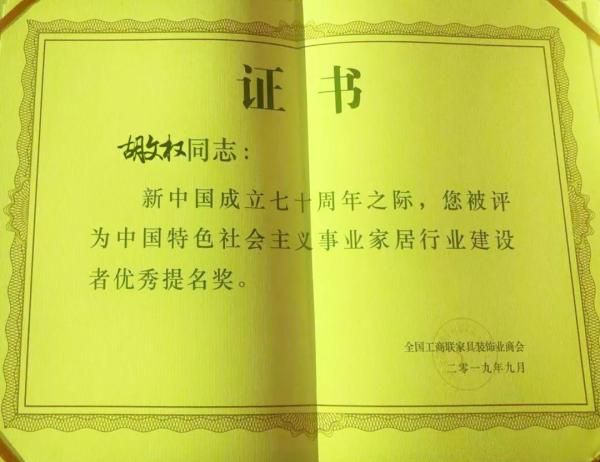 证书
胡文权同志：
新中国成立七十周年之际，您被评
为中国特色社会主义事业家居行业建设
者优秀提名奖。
全国工商联家具装饰业商会
二零一九年九月